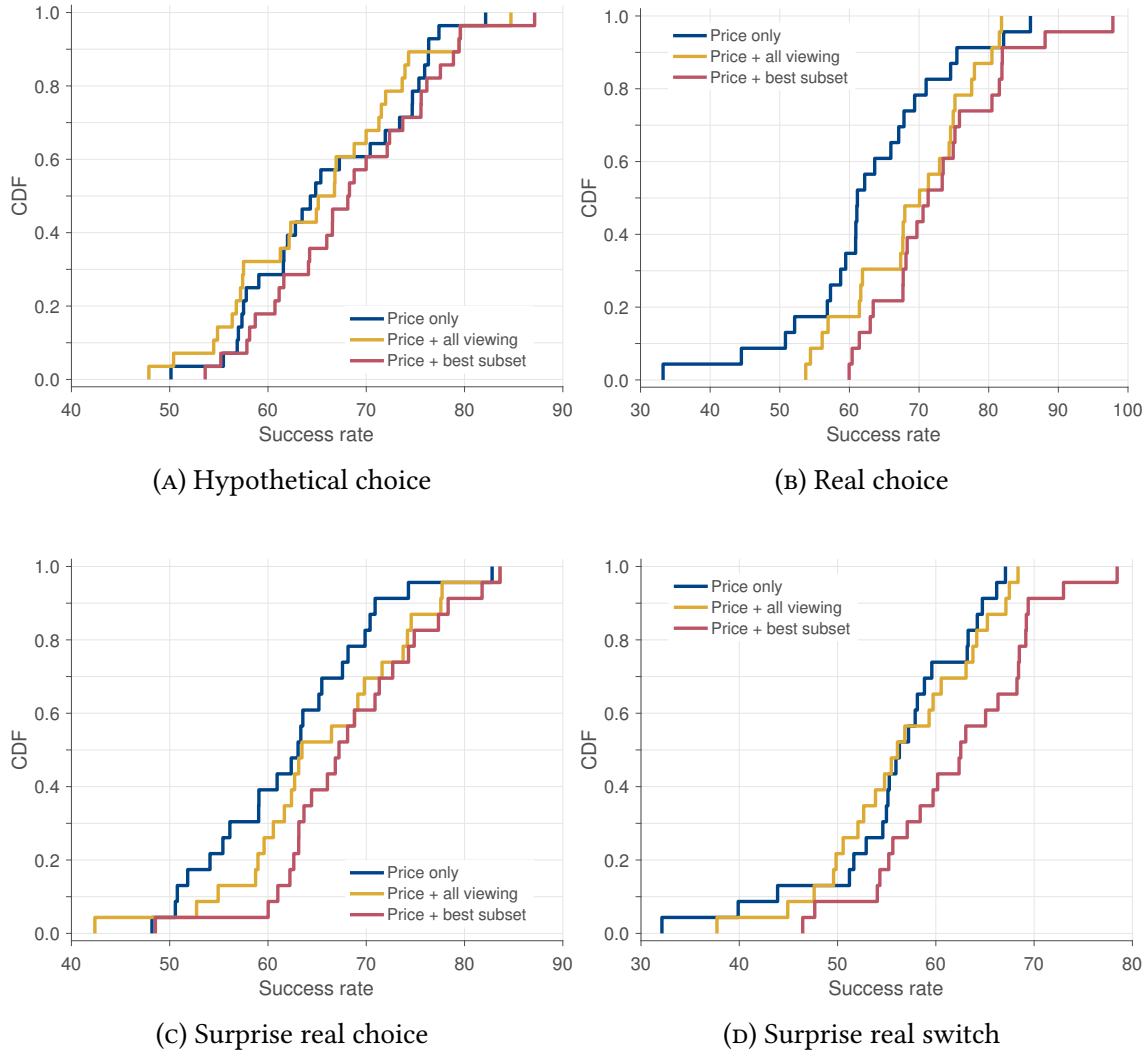 1.0
0.8
0.6
0.4
0.2
0.0
CDF
Price only
Price + all viewing
Price + best subset
40 50 60 70 80 90
Success rate
(A) Hypothetical choice
1.0
0.8
0.6
0.4
0.2
0.0
CDF
Price only
Price + all viewing
Price + best subset
30 40 50 60 70 80 90 100
Success rate
(B) Real choice
1.0
0.8
0.6
0.4
0.2
0.0
CDF
Price only
Price + all viewing
Price + best subset
40 50 60 70 80 90
Success rate
(C) Surprise real choice
1.0
0.8
0.6
0.4
0.2
0.0
CDF
Price only
Price + all viewing
Price + best subset
30 40 50 60 70 80
Success rate
(D) Surprise real switch